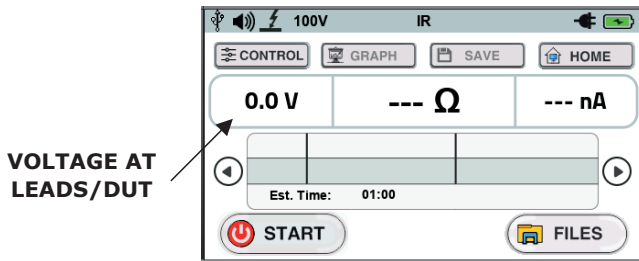 100V IR
CONTROL GRAPH SAVE HOME
0.0 V --- Ω --- nA
VOLTAGE AT
LEADS/DUT
Est. Time: 01:00
START FILES